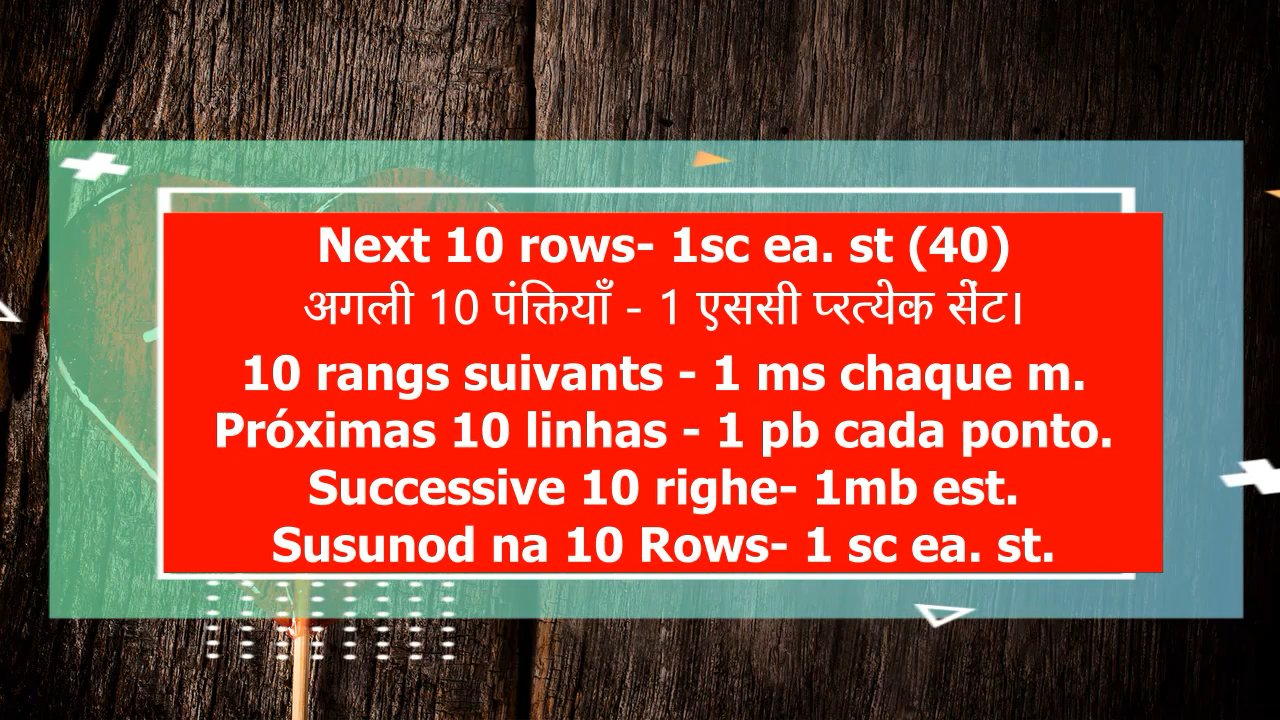 Next 10 rows- 1sc ea. st (40)
अगली 10 पंक्तियाँ - 1 एससी प्रत्येक सेंट।
10 rangs suivants - 1 ms chaque m.
Próximas 10 linhas - 1 pb cada ponto.
Successive 10 righe- 1mb est.
Susunod na 10 Rows- 1 sc ea. st.